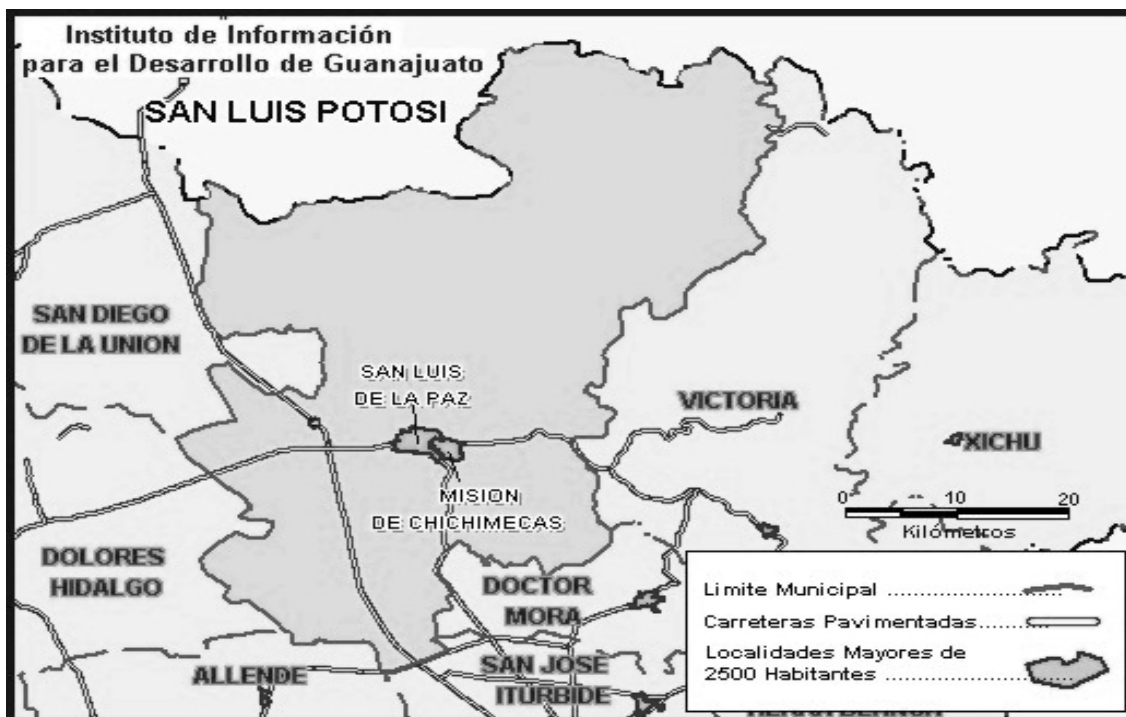 Instituto de Información
para el Desarrollo de Guanajuato
SAN LUIS POTOSI
SAN DIEGO
DE LA UNION
SAN LUIS
DE LA PAZ
VICTORIA
XICHU
MISION
DE CHICHIMECAS
0 10 20
Kilómetros
DOLORES
HIDALGO
DOCTOR
MORA
ALLENDE
SAN JOSE
ITURBIDE
Limite Municipal ........................
Carreteras Pavimentadas..........
Localidades Mayores de
2500 Habitantes ........................